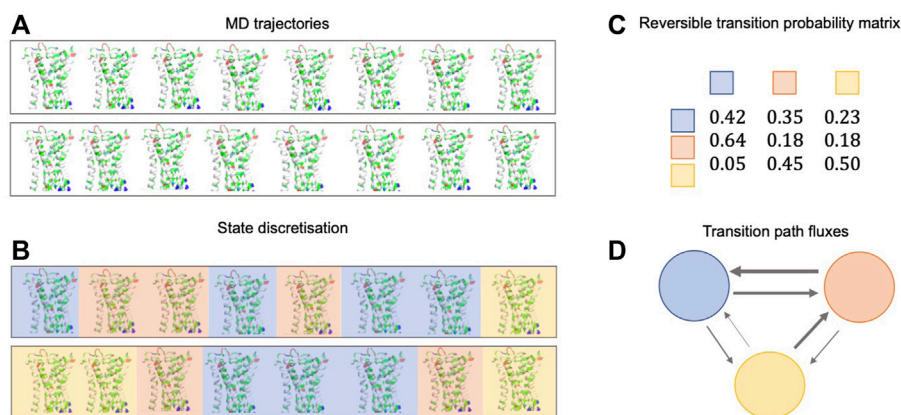 A
MD trajectories
B
State discretisation
C
Reversible transition probability matrix
0.42 0.35 0.23
0.64 0.18 0.18
0.05 0.45 0.50
D
Transition path fluxes